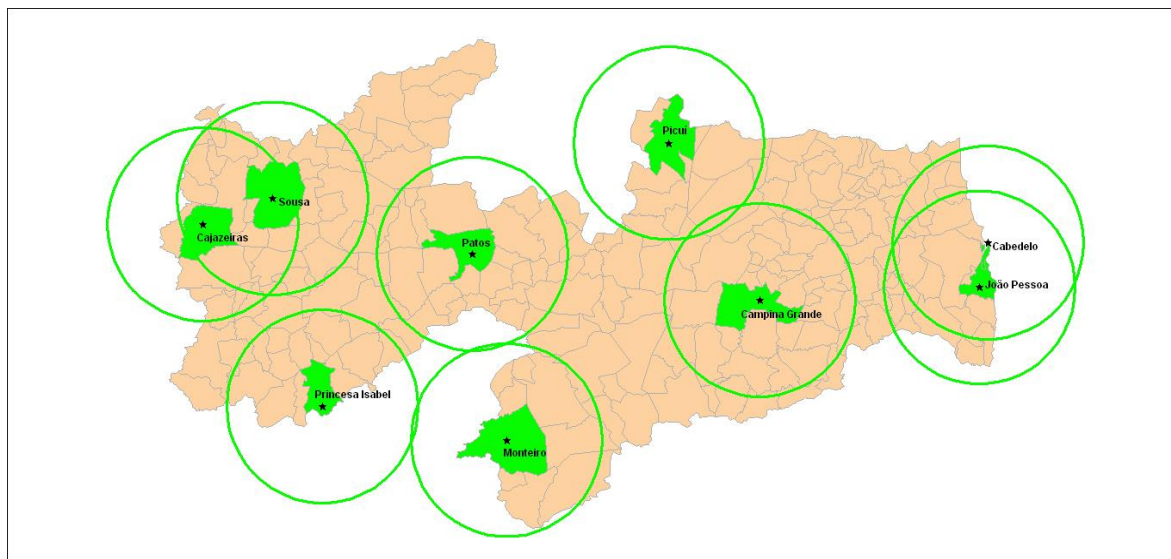 Picuí
Sousa
Cajazeiras
Patos
Cabedelo
João Pessoa
Campina Grande
Princesa Isabel
Monteiro